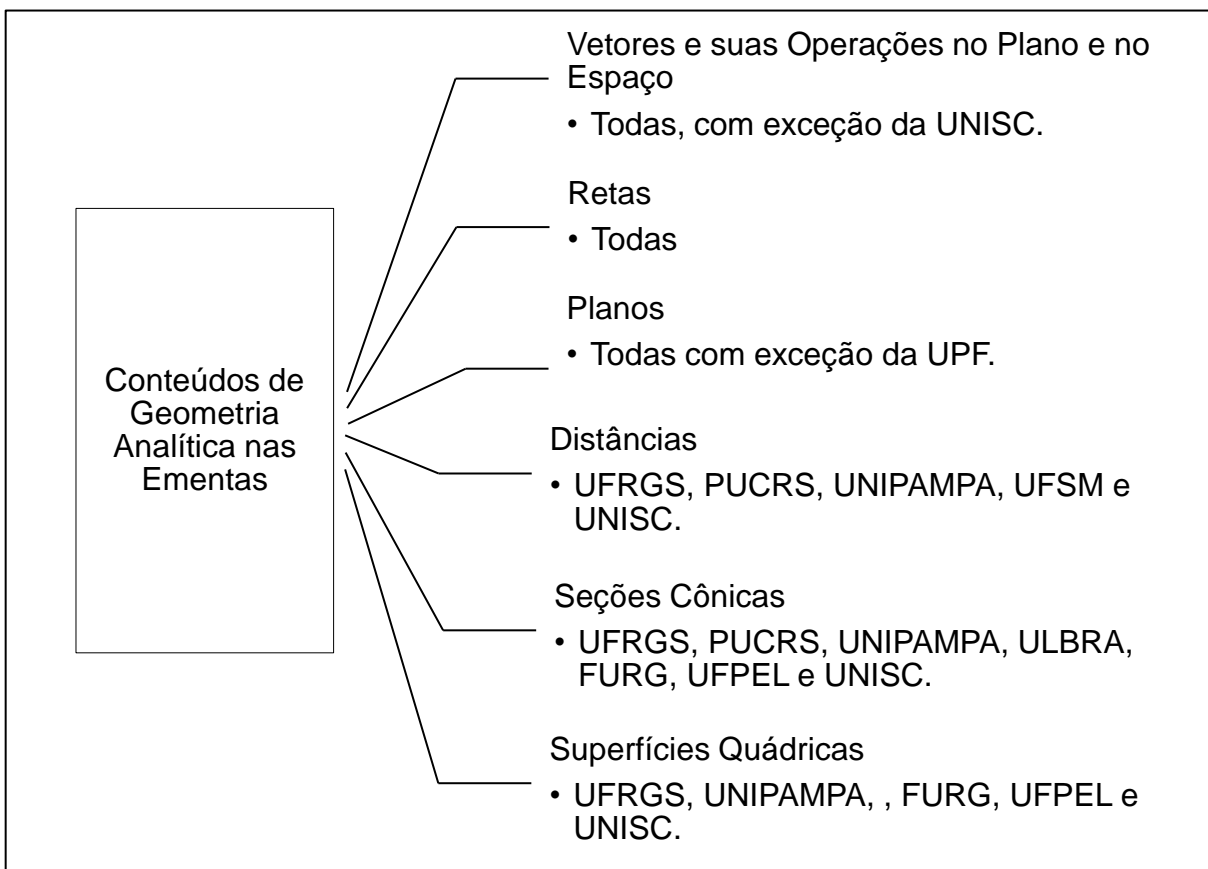 Vetores e suas Operações no Plano e no
Espaço
• Todas, com exceção da UNISC.
Retas
• Todas
Planos
• Todas com exceção da UPF.
Conteúdos de
Geometria
Analítica nas
Ementas
Distâncias
• UFRGS, PUCRS, UNIPAMPA, UFSM e
UNISC.
Seções Cônicas
• UFRGS, PUCRS, UNIPAMPA, ULBRA,
FURG, UFPEL e UNISC.
Superfícies Quádricas
• UFRGS, UNIPAMPA, , FURG, UFPEL e
UNISC.